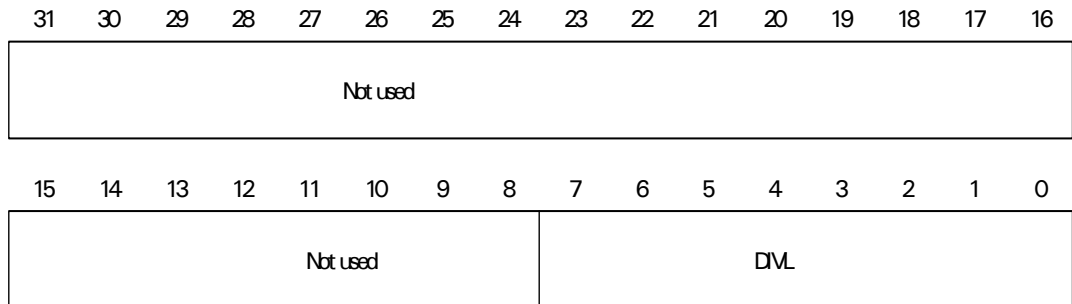 31 30 29 28 27 26 25 24 23 22 21 20 19 18 17 16
Not used
15 14 13 12 11 10 9 8 7 6 5 4 3 2 1 0
Not used DIVL